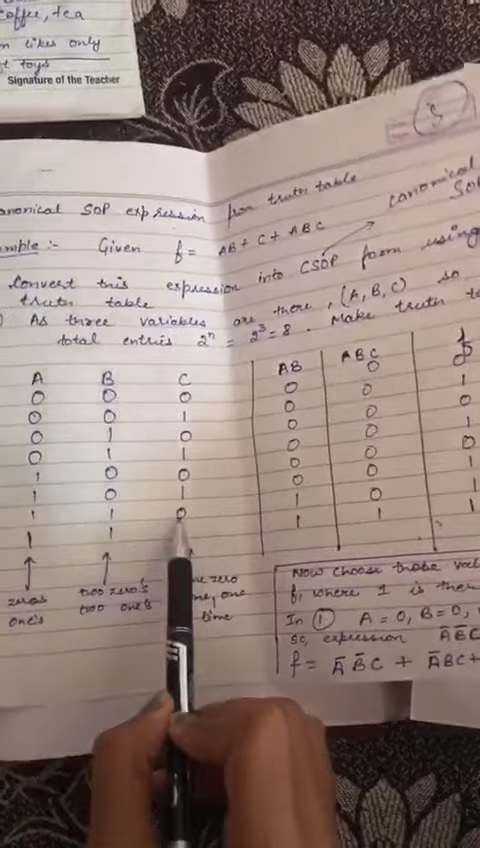 coffee, tea
likes only
toys
Signature of the Teacher
5
canonical SOP expression from truth table
canonical
SOP
Example :- Given f = AB + C + ABC
Convert this expression into CSOP form using
truth table
As three variables are there, (A, B, C) so
total entries 2ⁿ = 2³ = 8. Make truth
A B C AB ABC f
0 0 0 0 0
0 0 1 0 0 1
0 1 0 0 0 0
0 1 1 0 0 1
1 0 0 0 0 0
1 0 1 0 0 1
1 1 0 1 0 1
1 1 1 1 1
zeros two zero's one zero
one's two one's one
time
Now choose those
f, where 1 is
In ① A = 0, B = 0,
so, expression A̅B̅C
f = A̅ B̅ C + A̅BC +